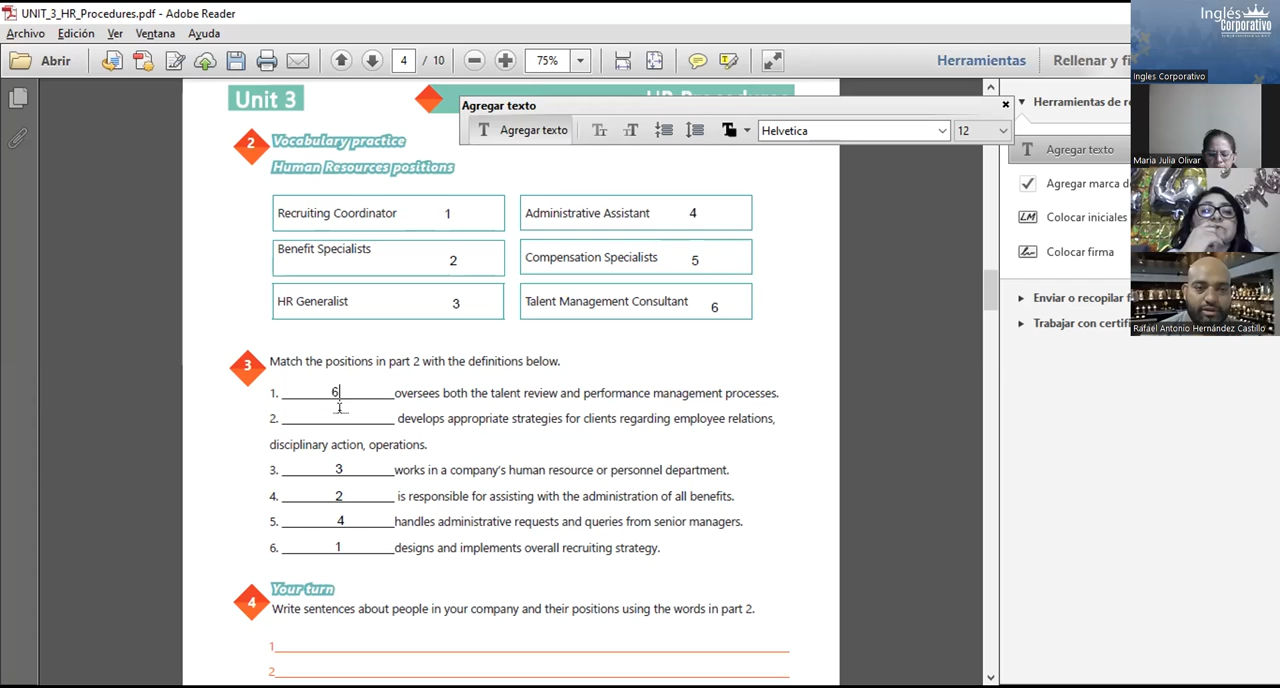 UNIT_3_HR_Procedures.pdf - Adobe Reader
Archivo Edición Ver Ventana Ayuda
Abrir 4 / 10 75% Herramientas Rellenar y fi
Agregar texto
Agregar texto Helvetica 12
Unit 3
2 Vocabulary practice
Human Resources positions
Recruiting Coordinator 1 Administrative Assistant 4
Benefit Specialists 2 Compensation Specialists 5
HR Generalist 3 Talent Management Consultant 6
3 Match the positions in part 2 with the definitions below.
1. 6 oversees both the talent review and performance management processes.
2. develops appropriate strategies for clients regarding employee relations,
disciplinary action, operations.
3. 3 works in a company's human resource or personnel department.
4. 2 is responsible for assisting with the administration of all benefits.
5. 4 handles administrative requests and queries from senior managers.
6. 1 designs and implements overall recruiting strategy.
Your turn
4 Write sentences about people in your company and their positions using the words in part 2.
1
2
Herramientas de r
Agregar texto
Agregar marca de
Colocar iniciales
Colocar firma
Enviar o recopilar f
Trabajar con certif
Inglés
Corporativo
Ingles Corporativo
Maria Julia Olivar
Rafael Antonio Hernández Castillo